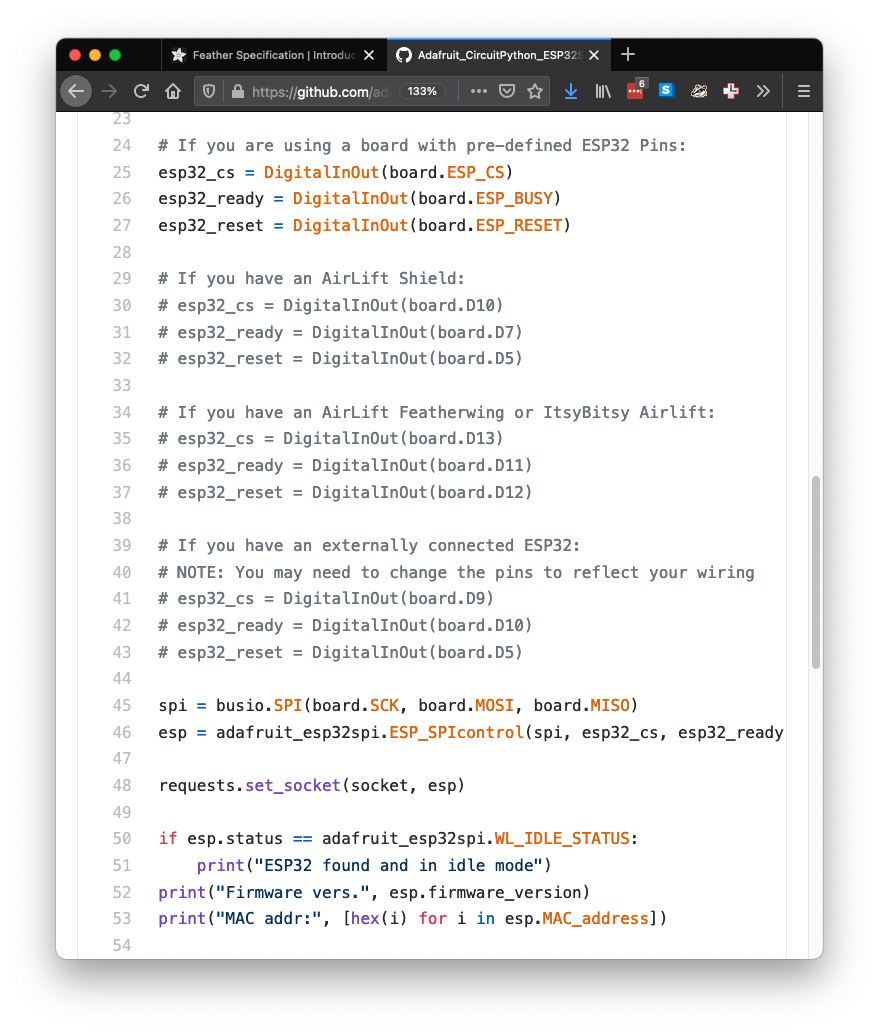 Feather Specification | Introduc
Adafruit_CircuitPython_ESP32S
https://github.com/ad 133% 6 S
23
24 # If you are using a board with pre-defined ESP32 Pins:
25 esp32_cs = DigitalInOut(board.ESP_CS)
26 esp32_ready = DigitalInOut(board.ESP_BUSY)
27 esp32_reset = DigitalInOut(board.ESP_RESET)
28
29 # If you have an AirLift Shield:
30 # esp32_cs = DigitalInOut(board.D10)
31 # esp32_ready = DigitalInOut(board.D7)
32 # esp32_reset = DigitalInOut(board.D5)
33
34 # If you have an AirLift Featherwing or ItsyBitsy Airlift:
35 # esp32_cs = DigitalInOut(board.D13)
36 # esp32_ready = DigitalInOut(board.D11)
37 # esp32_reset = DigitalInOut(board.D12)
38
39 # If you have an externally connected ESP32:
40 # NOTE: You may need to change the pins to reflect your wiring
41 # esp32_cs = DigitalInOut(board.D9)
42 # esp32_ready = DigitalInOut(board.D10)
43 # esp32_reset = DigitalInOut(board.D5)
44
45 spi = busio.SPI(board.SCK, board.MOSI, board.MISO)
46 esp = adafruit_esp32spi.ESP_SPIcontrol(spi, esp32_cs, esp32_ready
47
48 requests.set_socket(socket, esp)
49
50 if esp.status == adafruit_esp32spi.WL_IDLE_STATUS:
51     print("ESP32 found and in idle mode")
52 print("Firmware vers.", esp.firmware_version)
53 print("MAC addr:", [hex(i) for i in esp.MAC_address])
54